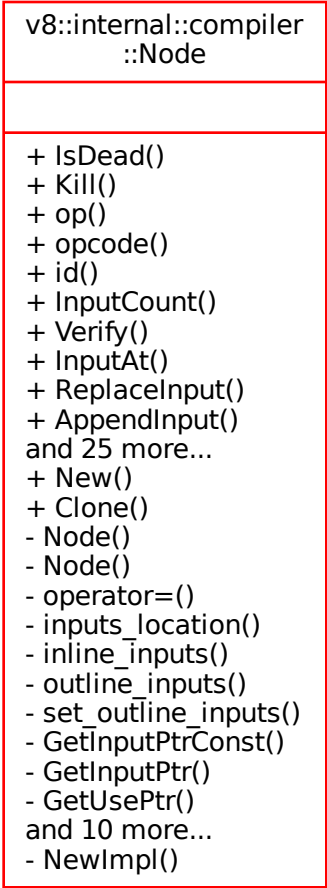 v8::internal::compiler
::Node
+ IsDead()
+ Kill()
+ op()
+ opcode()
+ id()
+ InputCount()
+ Verify()
+ InputAt()
+ ReplaceInput()
+ AppendInput()
and 25 more...
+ New()
+ Clone()
- Node()
- Node()
- operator=()
- inputs_location()
- inline_inputs()
- outline_inputs()
- set_outline_inputs()
- GetInputPtrConst()
- GetInputPtr()
- GetUsePtr()
and 10 more...
- NewImpl()